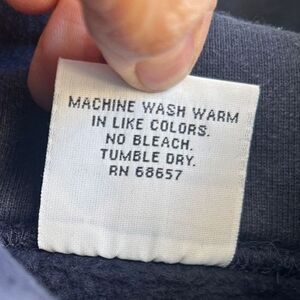 MACHINE WASH WARM
IN LIKE COLORS.
NO BLEACH.
TUMBLE DRY.
RN 68657